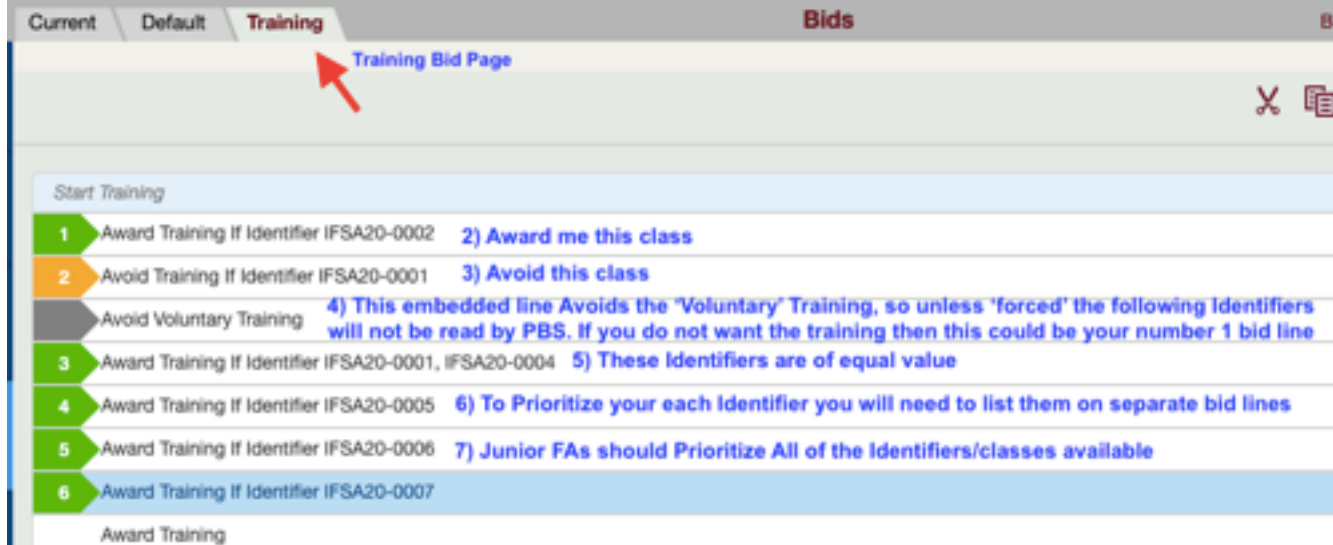 Current Default Training Bids B
Training Bid Page
Start Training
1 Award Training If Identifier IFSA20-0002 2) Award me this class
2 Avoid Training If Identifier IFSA20-0001 3) Avoid this class
Avoid Voluntary Training 4) This embedded line Avoids the 'Voluntary' Training, so unless 'forced' the following Identifiers
will not be read by PBS. If you do not want the training then this could be your number 1 bid line
3 Award Training If Identifier IFSA20-0001, IFSA20-0004 5) These Identifiers are of equal value
4 Award Training If Identifier IFSA20-0005 6) To Prioritize your each Identifier you will need to list them on separate bid lines
5 Award Training If Identifier IFSA20-0006 7) Junior FAs should Prioritize All of the Identifiers/classes available
6 Award Training If Identifier IFSA20-0007
Award Training